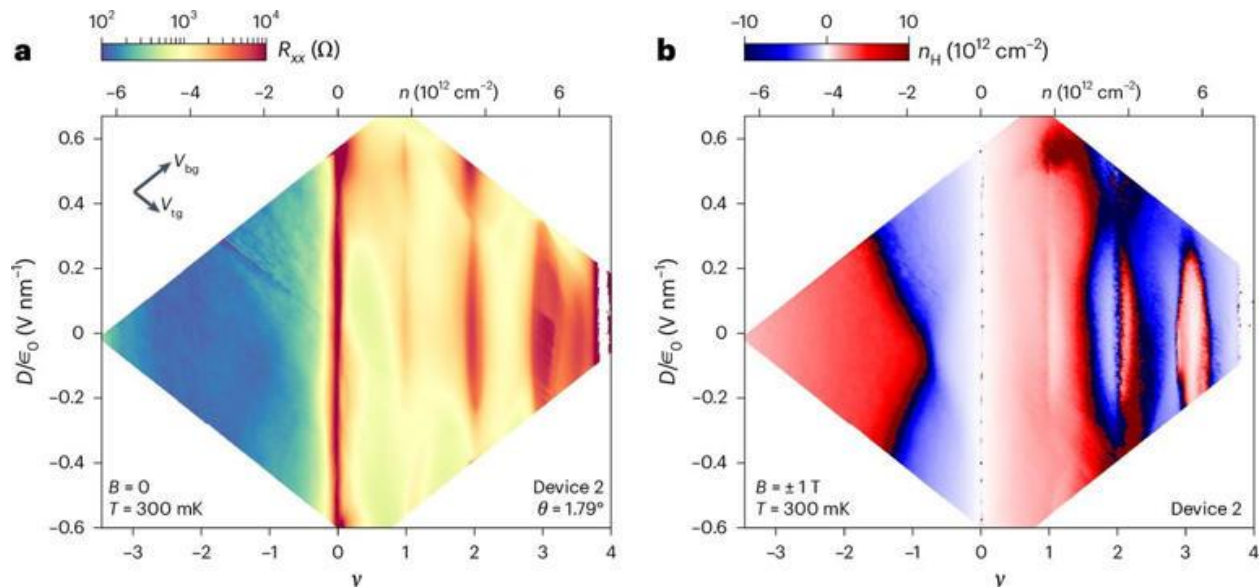 a
10² 10³ 10⁴
Rxx (Ω)
−6 −4 −2 0 n (10¹² cm⁻²) 6
Vbg
Vtg
D/ϵ₀ (V nm⁻¹)
0.6
0.4
0.2
0
−0.2
−0.4
−0.6
B = 0
T = 300 mK
Device 2
θ = 1.79°
−3 −2 −1 0 1 2 3 4
ν
b
−10 0 10
nH (10¹² cm⁻²)
−6 −4 −2 0 n (10¹² cm⁻²) 6
D/ϵ₀ (V nm⁻¹)
0.6
0.4
0.2
0
−0.2
−0.4
−0.6
B = ± 1 T
T = 300 mK
Device 2
−3 −2 −1 0 1 2 3 4
ν